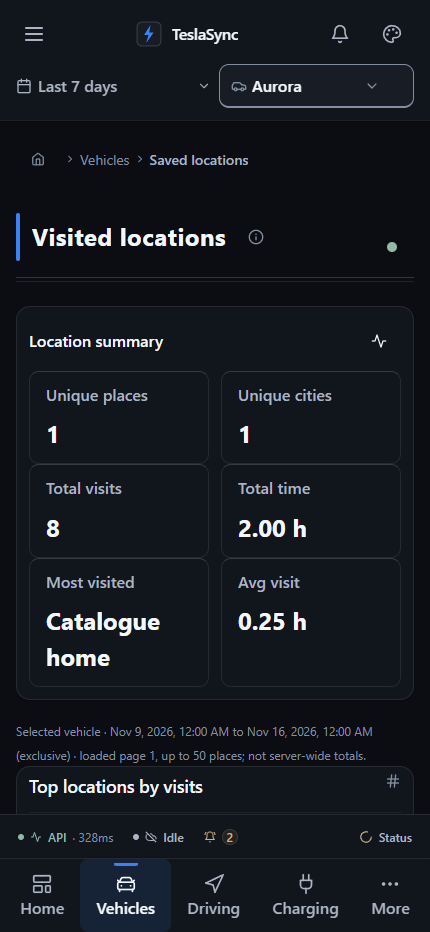 TeslaSync
Last 7 days
Aurora
Vehicles
Saved locations
Visited locations
Location summary
Unique places
1
Unique cities
1
Total visits
8
Total time
2.00 h
Most visited
Catalogue
home
Avg visit
0.25 h
Selected vehicle · Nov 9, 2026, 12:00 AM to Nov 16, 2026, 12:00 AM
(exclusive) · loaded page 1, up to 50 places; not server-wide totals.
Top locations by visits
API · 328ms
Idle
2
Status
Home
Vehicles
Driving
Charging
More